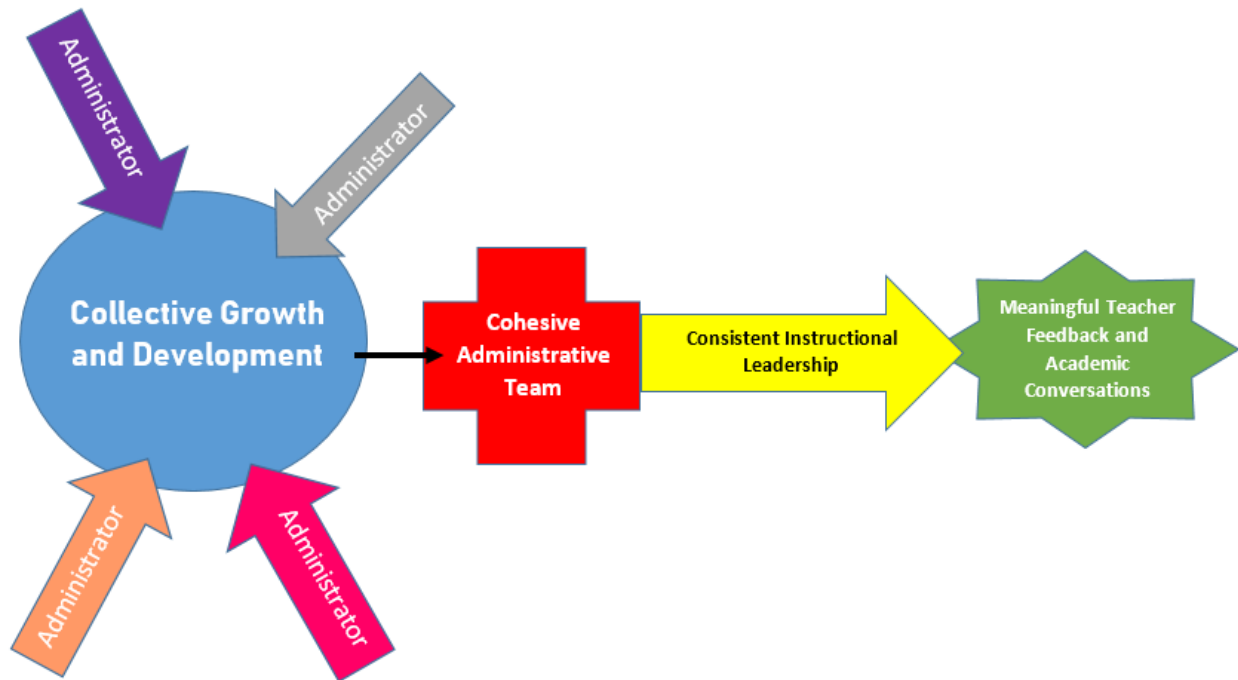 Administrator
Administrator
Collective Growth
and Development
Cohesive
Administrative
Team
Consistent Instructional
Leadership
Meaningful Teacher
Feedback and
Academic
Conversations
Administrator
Administrator